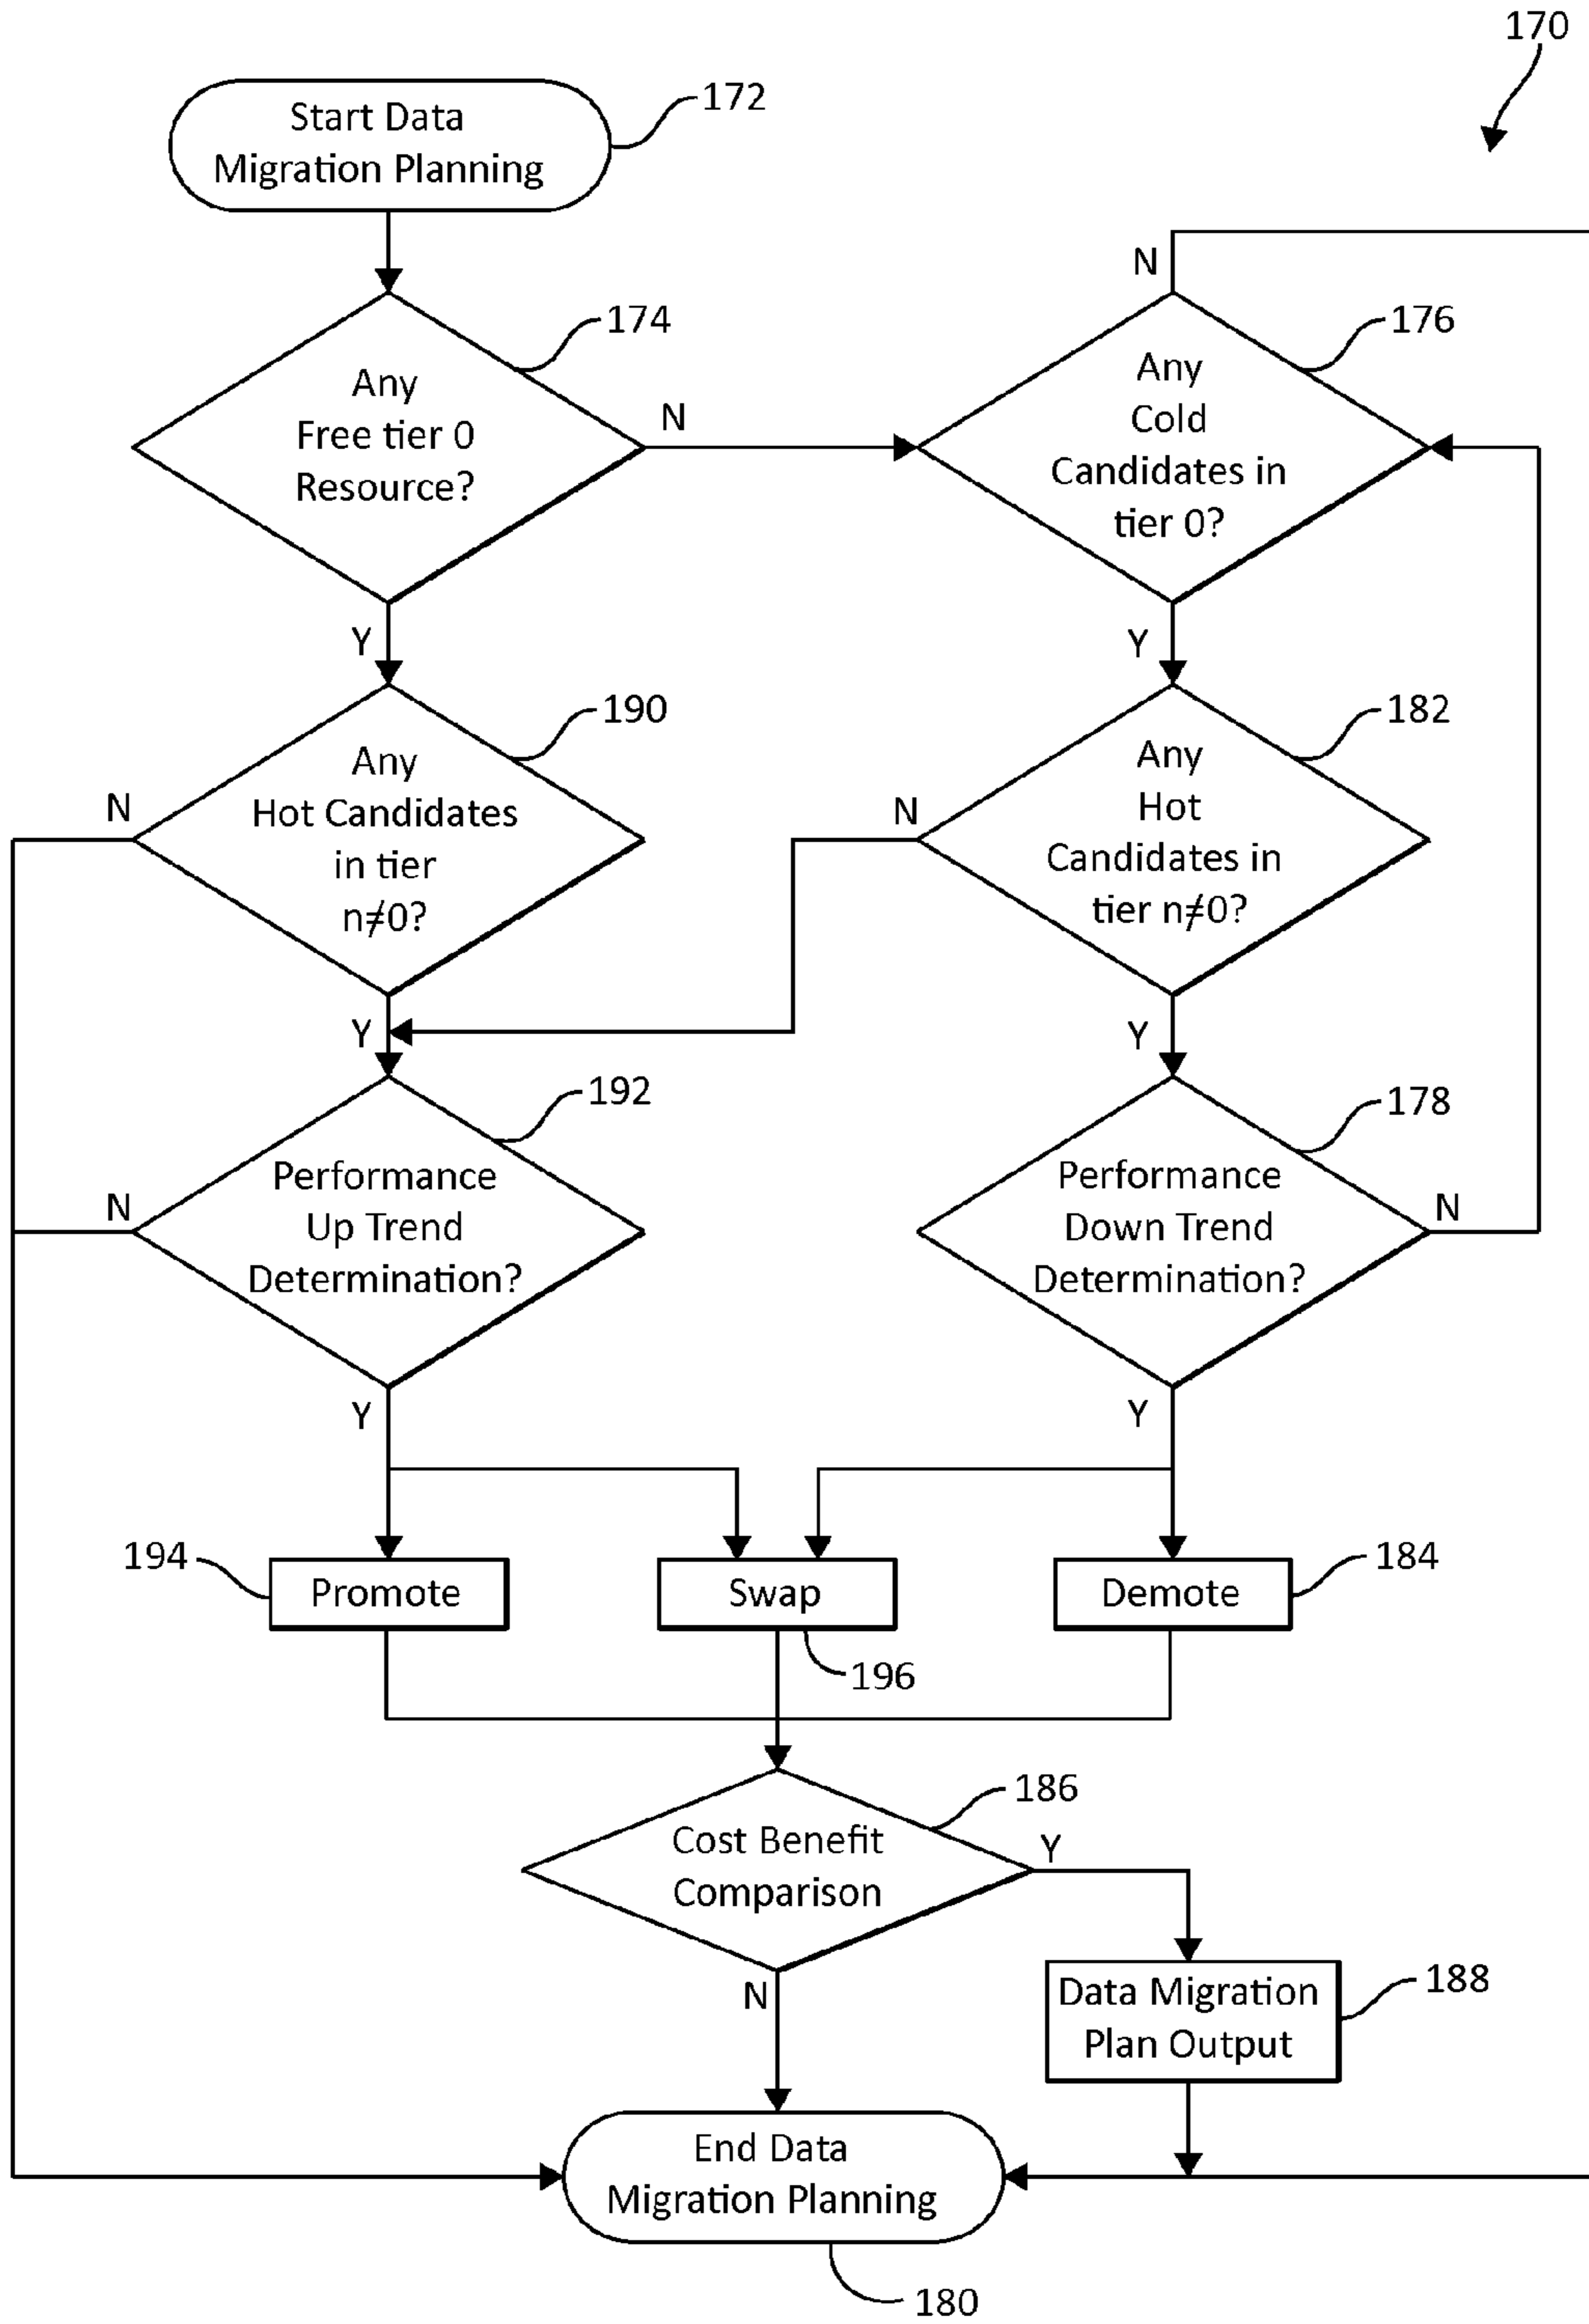 170
Start Data
Migration Planning
172
N
174
176
Any
Free tier 0
Resource?
N
Any
Cold
Candidates in
tier 0?
Y
Y
190
182
Any
Hot Candidates
in tier
n≠0?
N
Any
Hot
Candidates in
tier n≠0?
N
Y
Y
192
178
Performance
Up Trend
Determination?
N
Performance
Down Trend
Determination?
N
Y
Y
194
Promote
Swap
196
Demote
184
186
Cost Benefit
Comparison
Y
N
Data Migration
Plan Output
188
End Data
Migration Planning
180